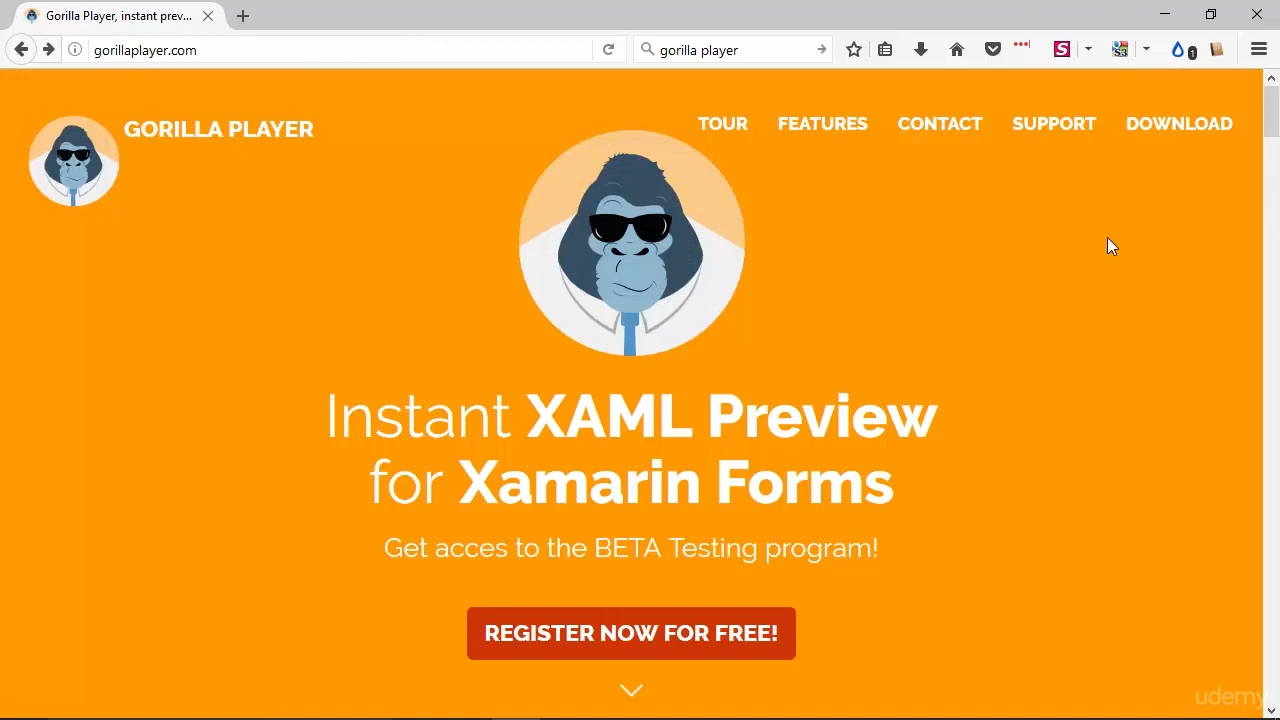 Gorilla Player, instant prev...
gorillaplayer.com
gorilla player
S
1
GORILLA PLAYER
TOUR FEATURES CONTACT SUPPORT DOWNLOAD
Instant XAML Preview
for Xamarin Forms
Get acces to the BETA Testing program!
REGISTER NOW FOR FREE!
udemy